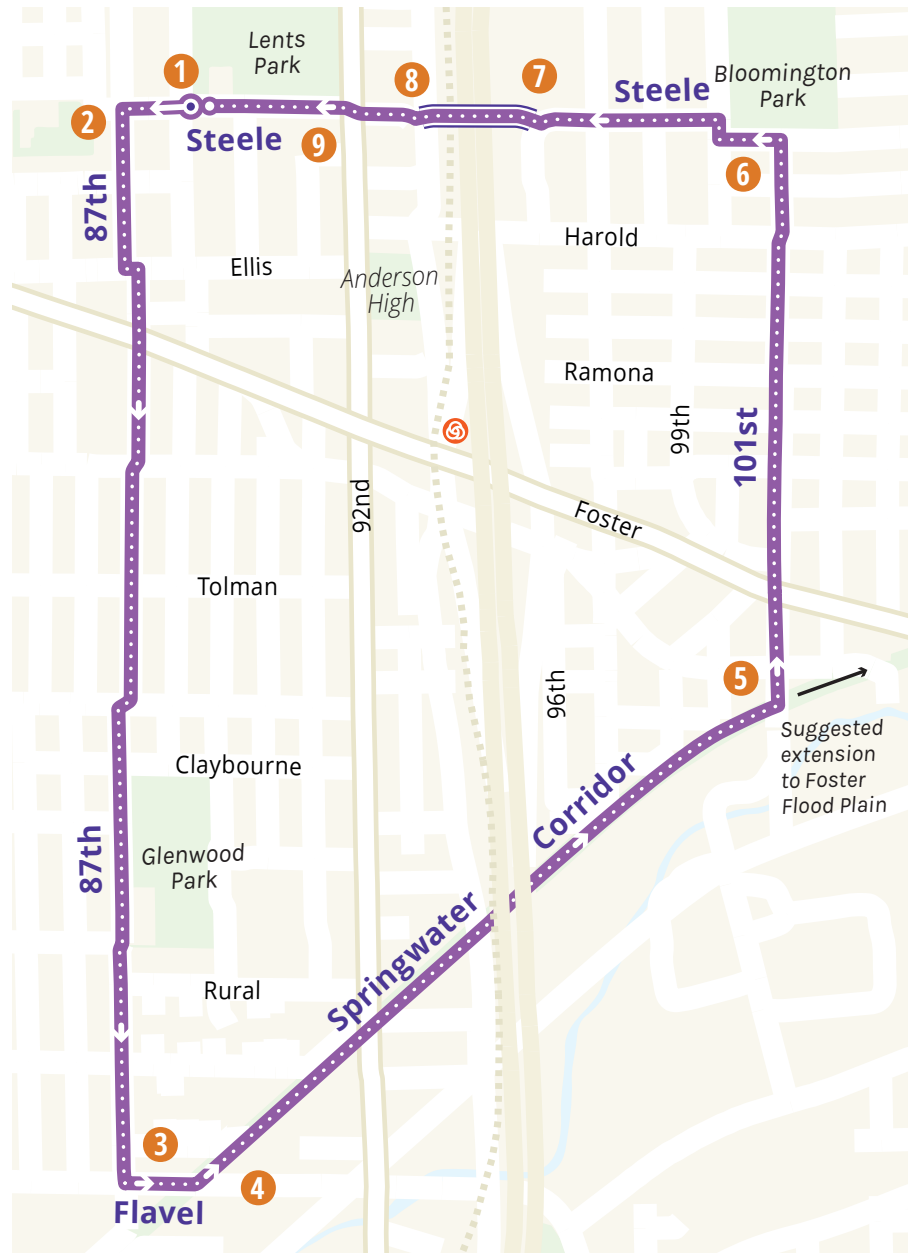 Lents
Park
1
8
7
Bloomington
Park
Steele
2
Steele
9
6
87th
Harold
Ellis
Anderson
High
Ramona
99th
101st
92nd
Foster
Tolman
96th
5
Suggested
extension
to Foster
Flood Plain
Claybourne
Corridor
87th
Glenwood
Park
Springwater
Rural
3
4
Flavel